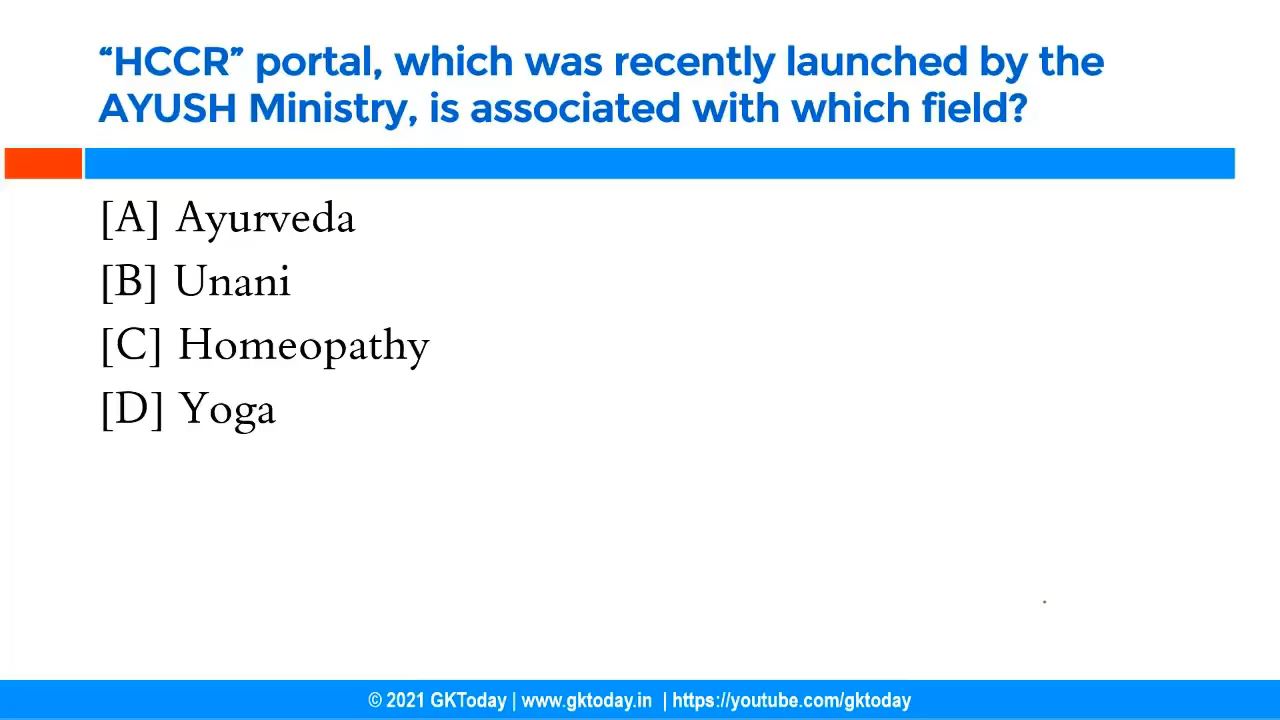 “HCCR” portal, which was recently launched by the
AYUSH Ministry, is associated with which field?
[A] Ayurveda
[B] Unani
[C] Homeopathy
[D] Yoga
© 2021 GKToday | www.gktoday.in | https://youtube.com/gktoday